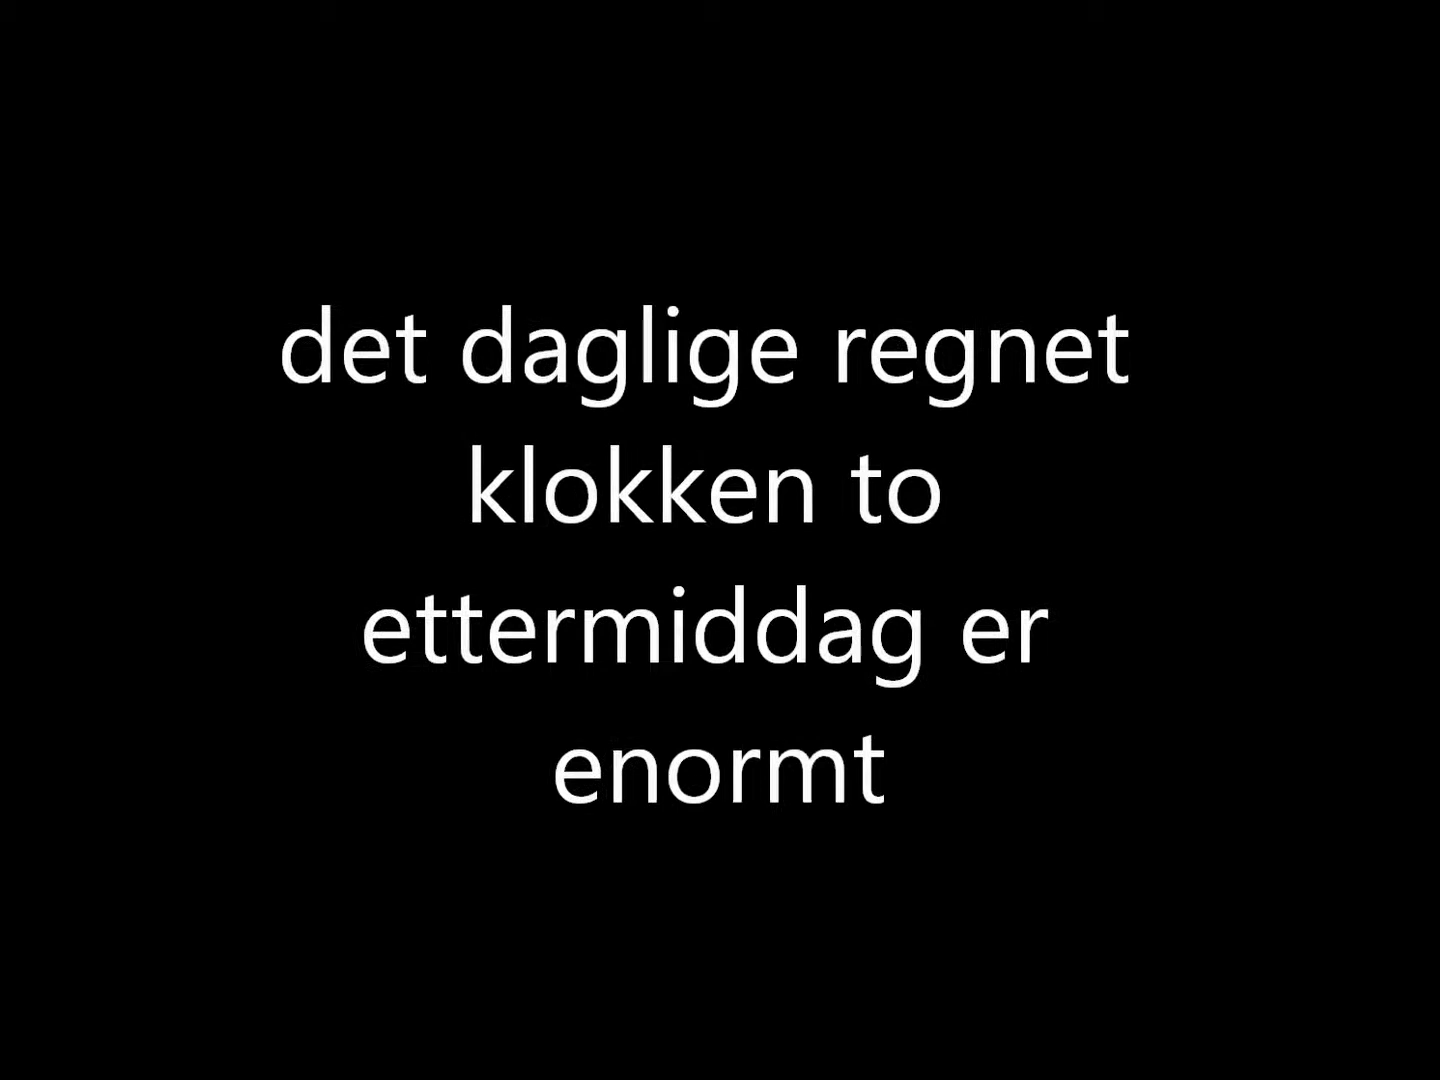 det daglige regnet
klokken to
ettermiddag er
enormt